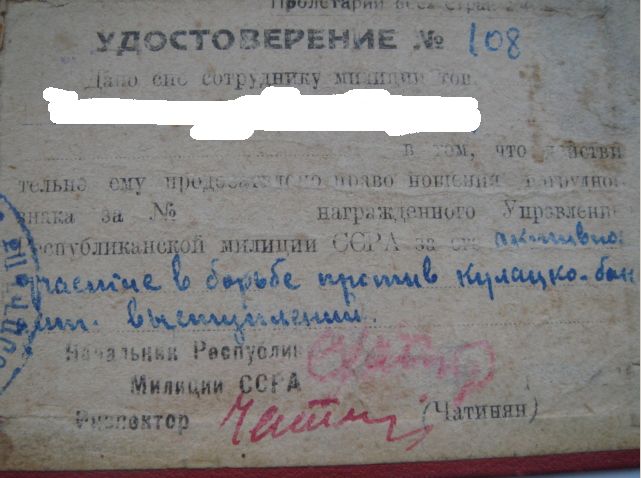 Пролетарии всех стран
УДОСТОВЕРЕНИЕ № 108
Дано сие сотруднику милиции тов.
в том, что действи
тельно ему предоставлено право ношения нагрудного
знака за № награжденного Управлени
Республиканской милиции ССРА за его активное
участие в борьбе против кулацко-бан
дит. выступлений.
Начальник Республик
Милиции ССРА
Инспектор (Чатинян)